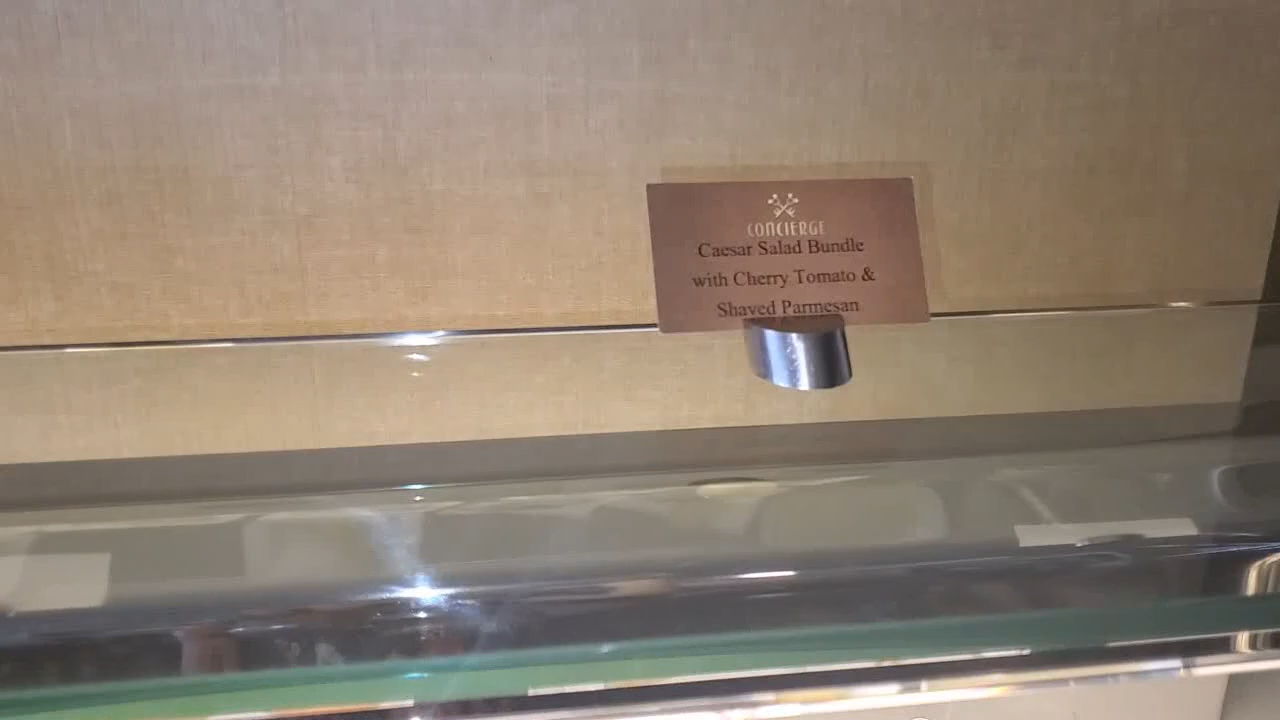 CONCIERGE
Caesar Salad Bundle
with Cherry Tomato &
Shaved Parmesan